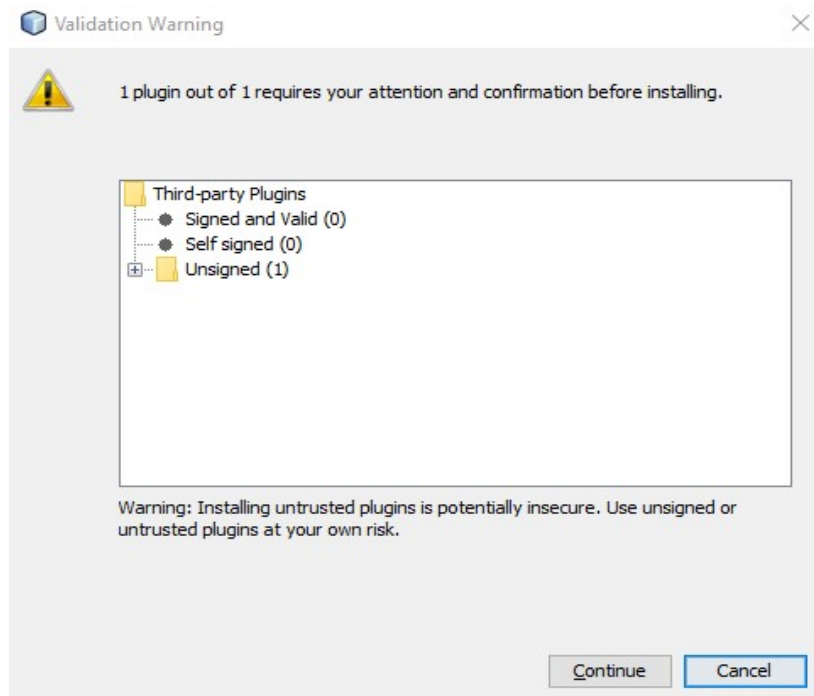 Validation Warning
1 plugin out of 1 requires your attention and confirmation before installing.
Third-party Plugins
Signed and Valid (0)
Self signed (0)
Unsigned (1)
Warning: Installing untrusted plugins is potentially insecure. Use unsigned or
untrusted plugins at your own risk.
Continue Cancel